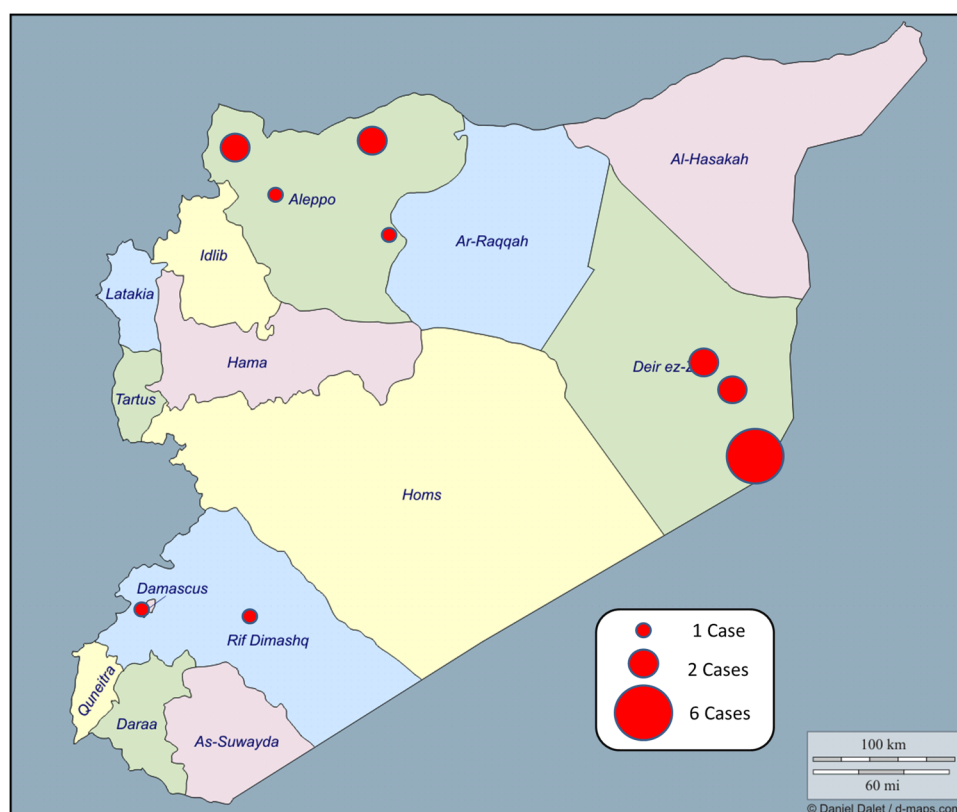 Al-Hasakah
Aleppo
Ar-Raqqah
Idlib
Latakia
Hama
Deir ez-
Tartus
Homs
Damascus
Rif Dimashq
Quneitra
Daraa
As-Suwayda
1 Case
2 Cases
6 Cases
100 km
60 mi
© Daniel Dalet / d-maps.com